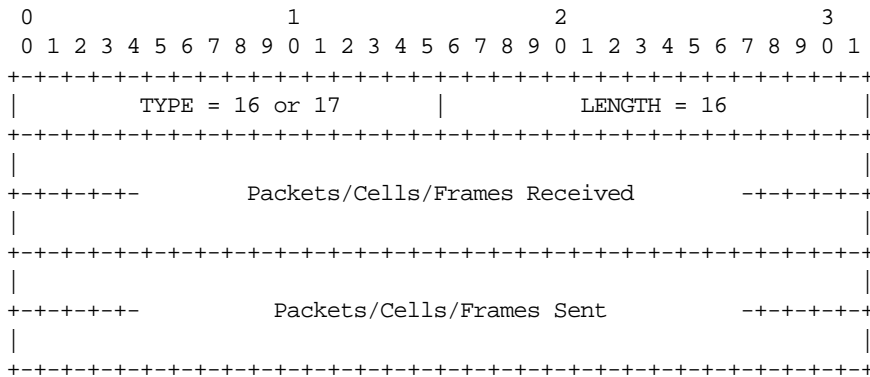 0                   1                   2                   3
 0 1 2 3 4 5 6 7 8 9 0 1 2 3 4 5 6 7 8 9 0 1 2 3 4 5 6 7 8 9 0 1
+-+-+-+-+-+-+-+-+-+-+-+-+-+-+-+-+-+-+-+-+-+-+-+-+-+-+-+-+-+-+-+-+
|         TYPE = 16 or 17       |          LENGTH = 16          |
+-+-+-+-+-+-+-+-+-+-+-+-+-+-+-+-+-+-+-+-+-+-+-+-+-+-+-+-+-+-+-+-+
|                                                               |
+-+-+-+-+-        Packets/Cells/Frames Received        -+-+-+-+-+
|                                                               |
+-+-+-+-+-+-+-+-+-+-+-+-+-+-+-+-+-+-+-+-+-+-+-+-+-+-+-+-+-+-+-+-+
|                                                               |
+-+-+-+-+-          Packets/Cells/Frames Sent          -+-+-+-+-+
|                                                               |
+-+-+-+-+-+-+-+-+-+-+-+-+-+-+-+-+-+-+-+-+-+-+-+-+-+-+-+-+-+-+-+-+